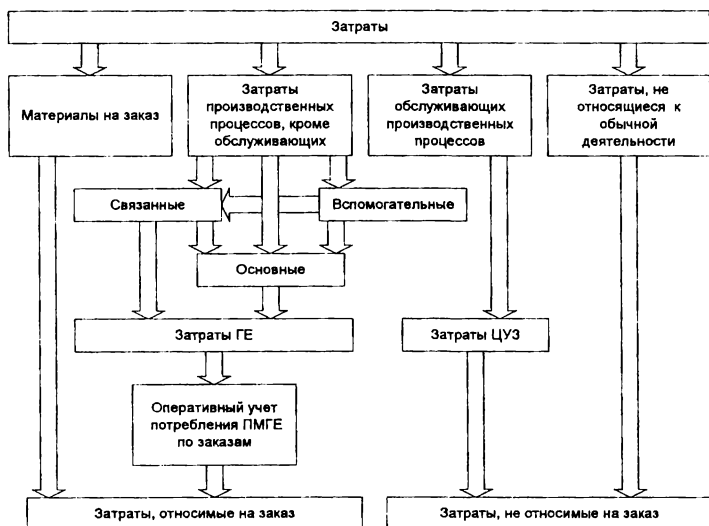 Затраты
Материалы на заказ
Затраты
производственных
процессов, кроме
обслуживающих
Затраты
обслуживающих
производственных
процессов
Затраты, не
относящиеся к
обычной
деятельности
Связанные
Вспомогательные
Основные
Затраты ГЕ
Затраты ЦУЗ
Оперативный учет
потребления ПМГЕ
по заказам
Затраты, относимые на заказ
Затраты, не относимые на заказ